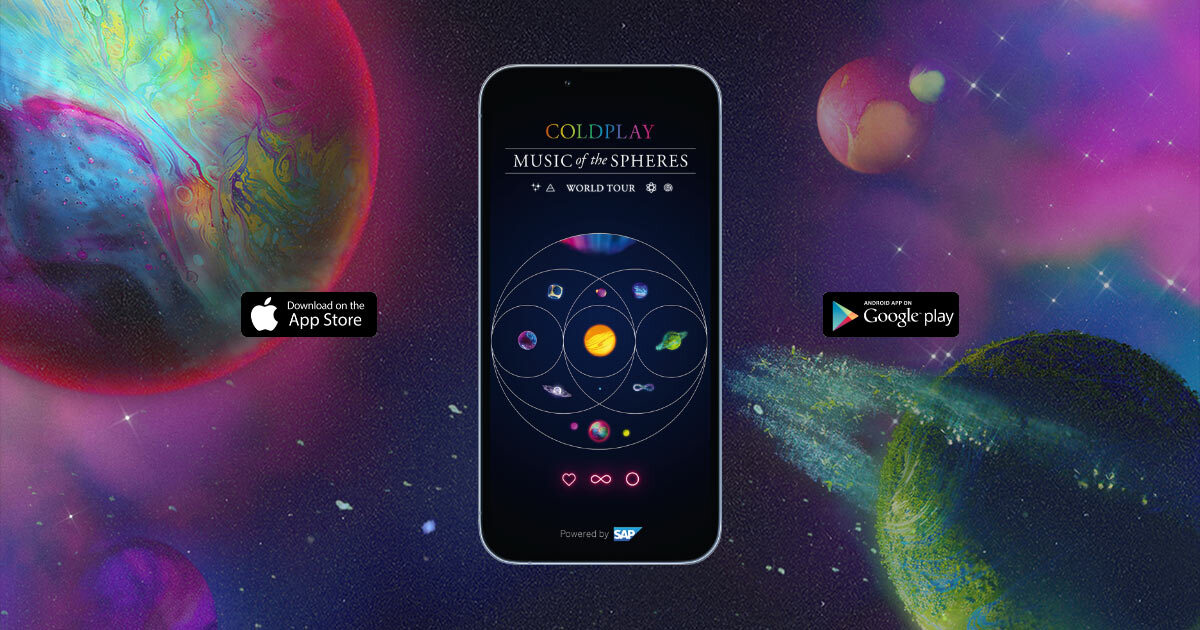 COLDPLAY
MUSIC of the SPHERES
WORLD TOUR
Download on the
App Store
ANDROID APP ON
Google play
Powered by SAP